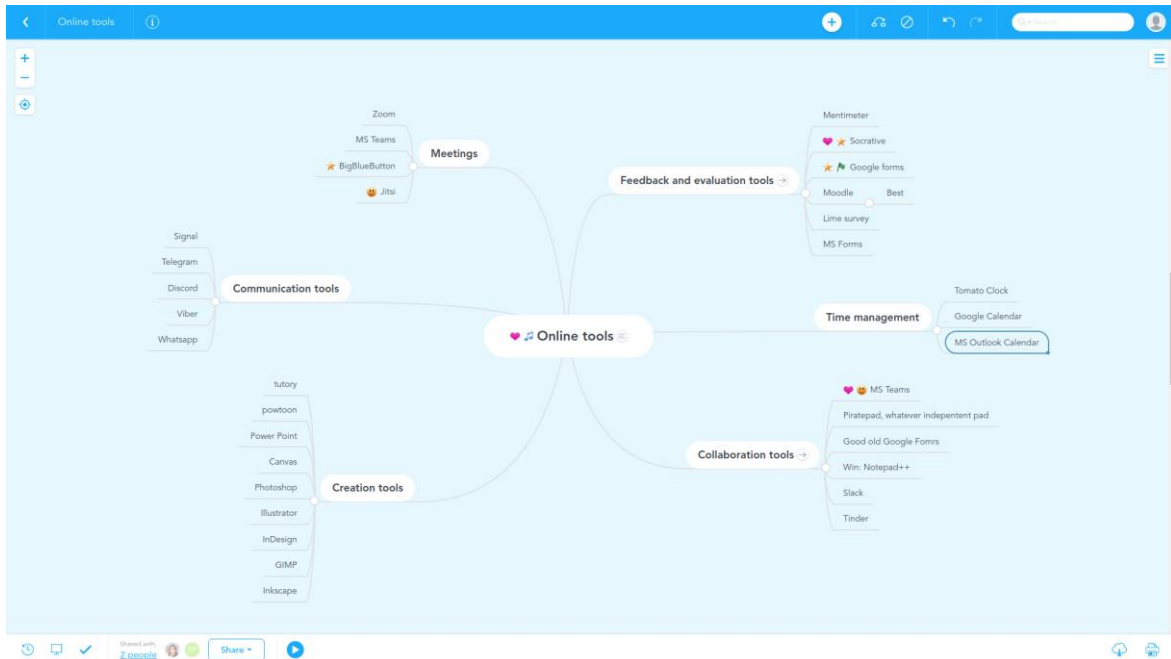 Online tools
Search
Zoom
MS Teams
BigBlueButton
Jitsi
Meetings
Signal
Telegram
Discord
Viber
Whatsapp
Communication tools
tutory
powtoon
Power Point
Canvas
Photoshop
Illustrator
InDesign
GIMP
Inkscape
Creation tools
Online tools
Feedback and evaluation tools
Mentimeter
Socrative
Google forms
Moodle Best
Lime survey
MS Forms
Time management
Tomato Clock
Google Calendar
MS Outlook Calendar
Collaboration tools
MS Teams
Piratepad, whatever indepentent pad
Good old Google Fomrs
Win: Notepad++
Slack
Tinder
Shared with
2 people
Share